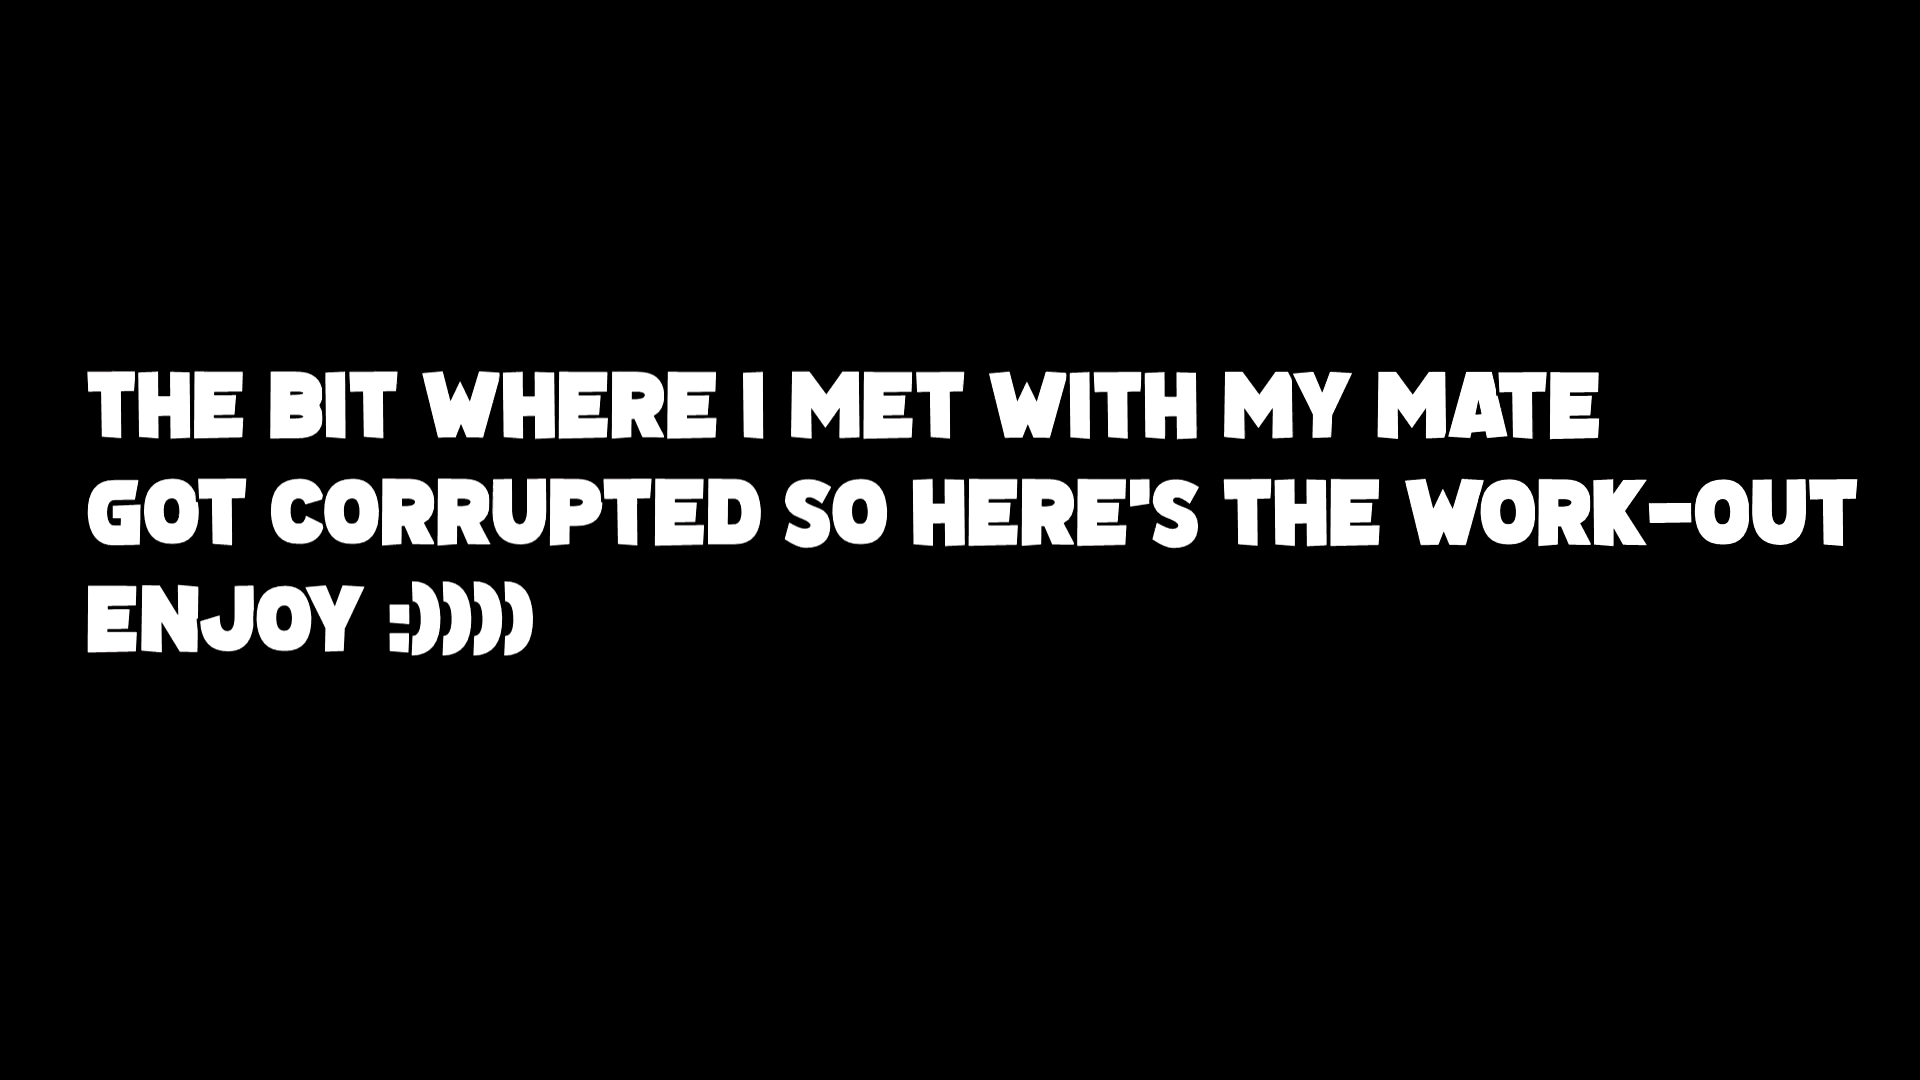 THE BIT WHERE I MET WITH MY MATE
GOT CORRUPTED SO HERE'S THE WORK-OUT
ENJOY :))))